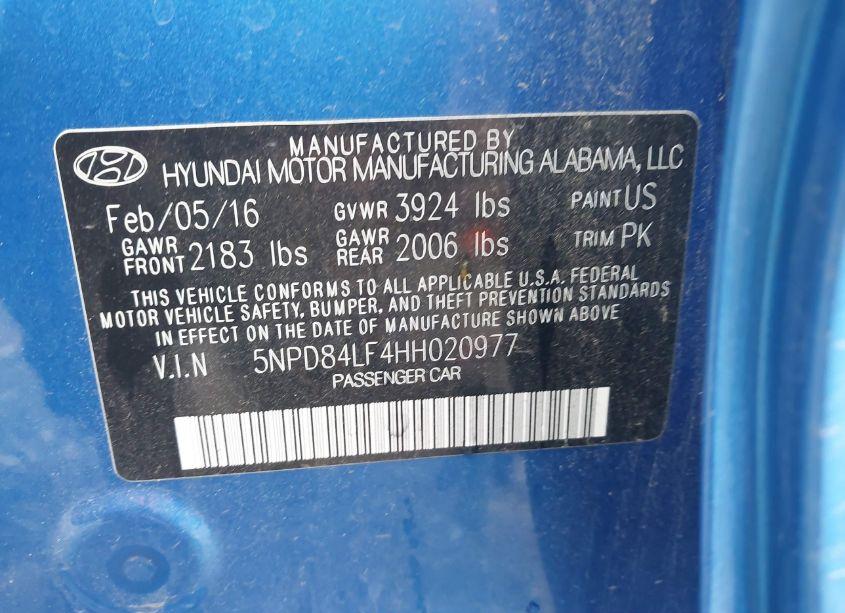 MANUFACTURED BY
HYUNDAI MOTOR MANUFACTURING ALABAMA, LLC
Feb/05/16 GVWR 3924 lbs PAINT US
GAWR FRONT 2183 lbs GAWR REAR 2006 lbs TRIM PK
THIS VEHICLE CONFORMS TO ALL APPLICABLE U.S.A. FEDERAL
MOTOR VEHICLE SAFETY, BUMPER, AND THEFT PREVENTION STANDARDS
IN EFFECT ON THE DATE OF MANUFACTURE SHOWN ABOVE
V.I.N 5NPD84LF4HH020977
PASSENGER CAR